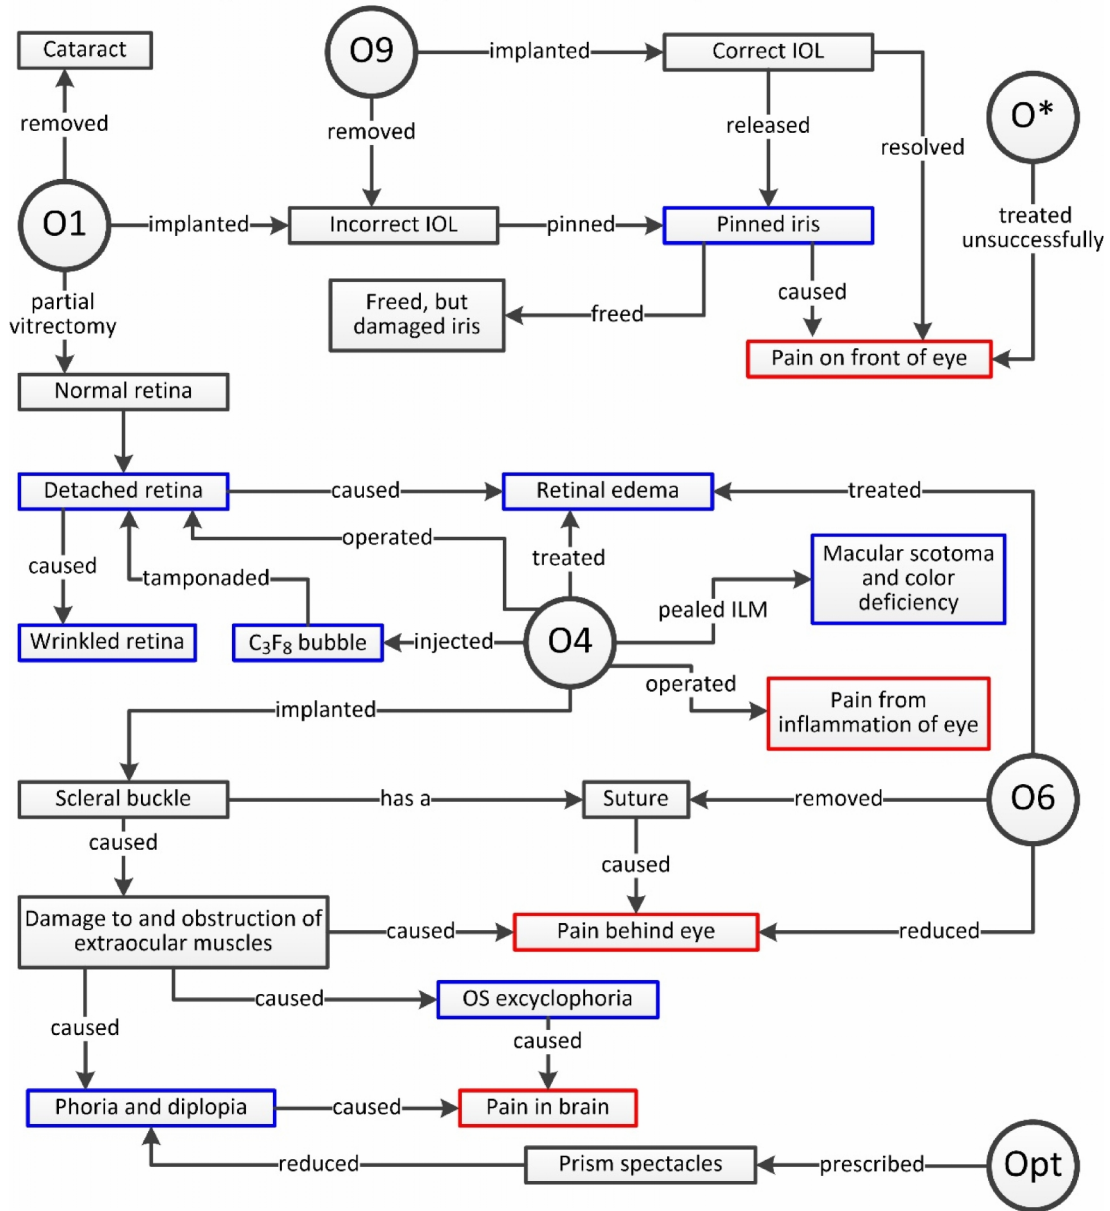 Cataract
O9
implanted
Correct IOL
O*
removed
removed
released
resolved
O1
implanted
Incorrect IOL
pinned
Pinned iris
treated
unsuccessfully
partial
vitrectomy
Freed, but
damaged iris
freed
caused
Pain on front of eye
Normal retina
Detached retina
caused
Retinal edema
treated
operated
treated
Macular scotoma
and color
deficiency
caused
tamponaded
pealed ILM
Wrinkled retina
C₃F₈ bubble
injected
O4
operated
implanted
Pain from
inflammation of eye
Scleral buckle
has a
Suture
removed
O6
caused
caused
Damage to and obstruction of
extraocular muscles
caused
Pain behind eye
reduced
caused
OS excyclophoria
caused
caused
Phoria and diplopia
caused
Pain in brain
reduced
Prism spectacles
prescribed
Opt